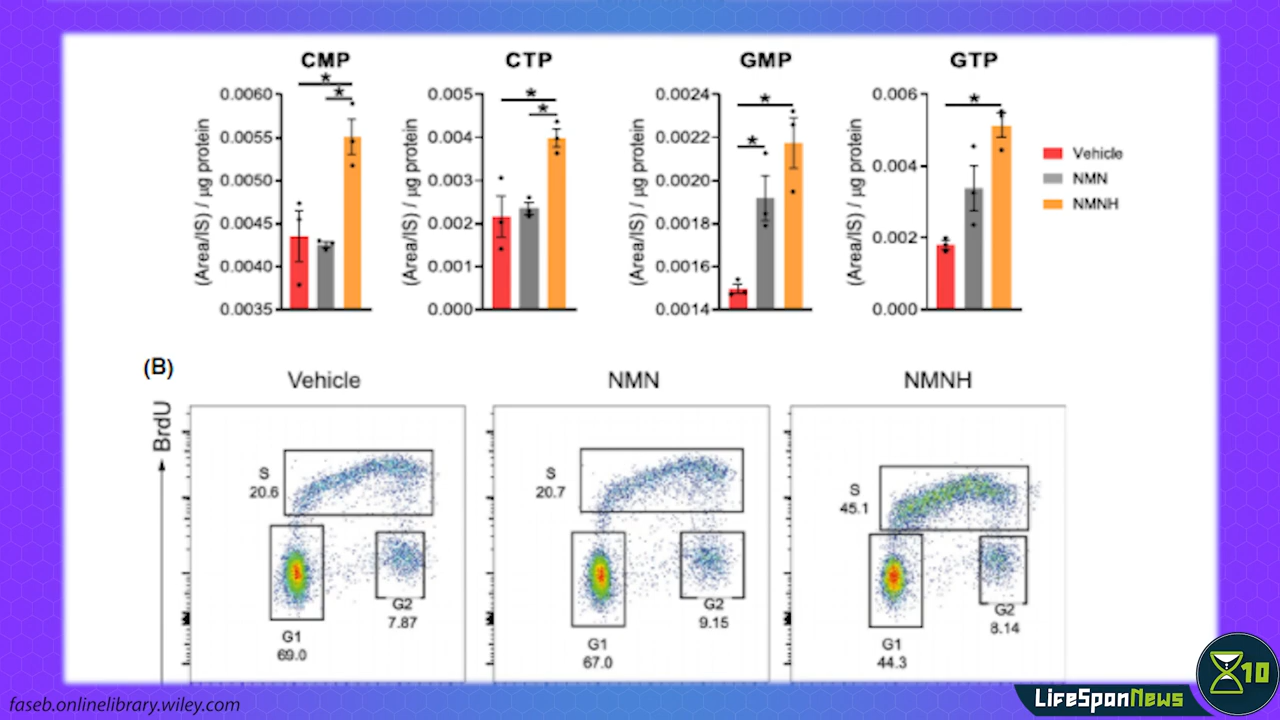 CMP
CTP
GMP
GTP
*
*
*
*
*
*
*
0.0060
0.0055
0.0050
0.0045
0.0040
0.0035
(Area/IS) / µg protein
0.005
0.004
0.003
0.002
0.001
0.000
(Area/IS) / µg protein
0.0024
0.0022
0.0020
0.0018
0.0016
0.0014
(Area/IS) / µg protein
0.006
0.004
0.002
0.000
(Area/IS) / µg protein
Vehicle
NMN
NMNH
(B)
Vehicle
NMN
NMNH
BrdU
S
20.6
G1
69.0
G2
7.87
S
20.7
G1
67.0
G2
9.15
S
45.1
G1
44.3
G2
8.14
faseb.onlinelibrary.wiley.com
LifeSpanNews
10